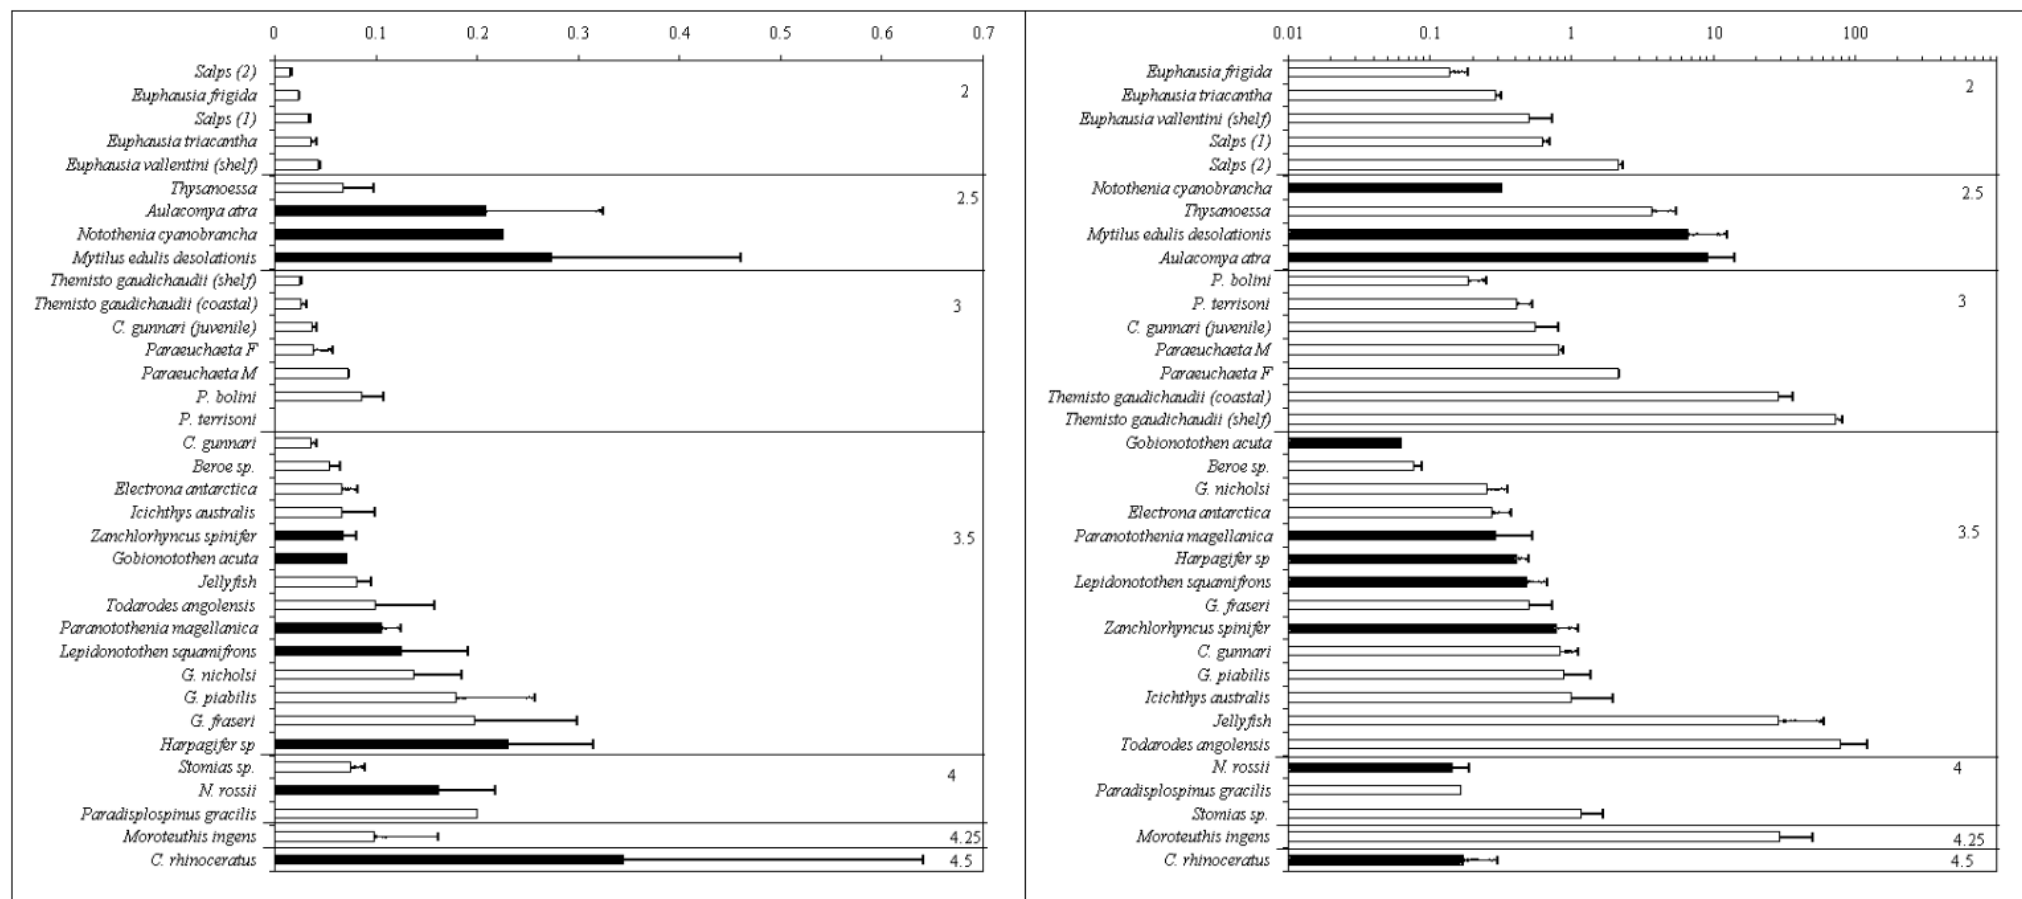 0 0.1 0.2 0.3 0.4 0.5 0.6 0.7
Salps (2)
Euphausia frigida
2
Salps (1)
Euphausia triacantha
Euphausia vallentini (shelf)
Thysanoessa
2.5
Aulacomya atra
Notothenia cyanobrancha
Mytilus edulis desolationis
Themisto gaudichaudii (shelf)
Themisto gaudichaudii (coastal)
3
C. gunnari (juvenile)
Paraeuchaeta F
Paraeuchaeta M
P. bolini
P. terrisoni
C. gunnari
Beroe sp.
Electrona antarctica
Icichthys australis
Zanchlorhyncus spinifer
3.5
Gobionotothen acuta
Jellyfish
Todarodes angolensis
Paranotothenia magellanica
Lepidonotothen squamifrons
G. nicholsi
G. piabilis
G. fraseri
Harpagifer sp
Stomias sp.
4
N. rossii
Paradisplospinus gracilis
Moroteuthis ingens
4.25
C. rhinoceratus
4.5
0.01 0.1 1 10 100
Euphausia frigida
2
Euphausia triacantha
Euphausia vallentini (shelf)
Salps (1)
Salps (2)
Notothenia cyanobrancha
2.5
Thysanoessa
Mytilus edulis desolationis
Aulacomya atra
P. bolini
P. terrisoni
3
C. gunnari (juvenile)
Paraeuchaeta M
Paraeuchaeta F
Themisto gaudichaudii (coastal)
Themisto gaudichaudii (shelf)
Gobionotothen acuta
Beroe sp.
G. nicholsi
Electrona antarctica
Paranotothenia magellanica
3.5
Harpagifer sp
Lepidonotothen squamifrons
G. fraseri
Zanchlorhyncus spinifer
C. gunnari
G. piabilis
Icichthys australis
Jellyfish
Todarodes angolensis
N. rossii
4
Paradisplospinus gracilis
Stomias sp.
Moroteuthis ingens
4.25
C. rhinoceratus
4.5